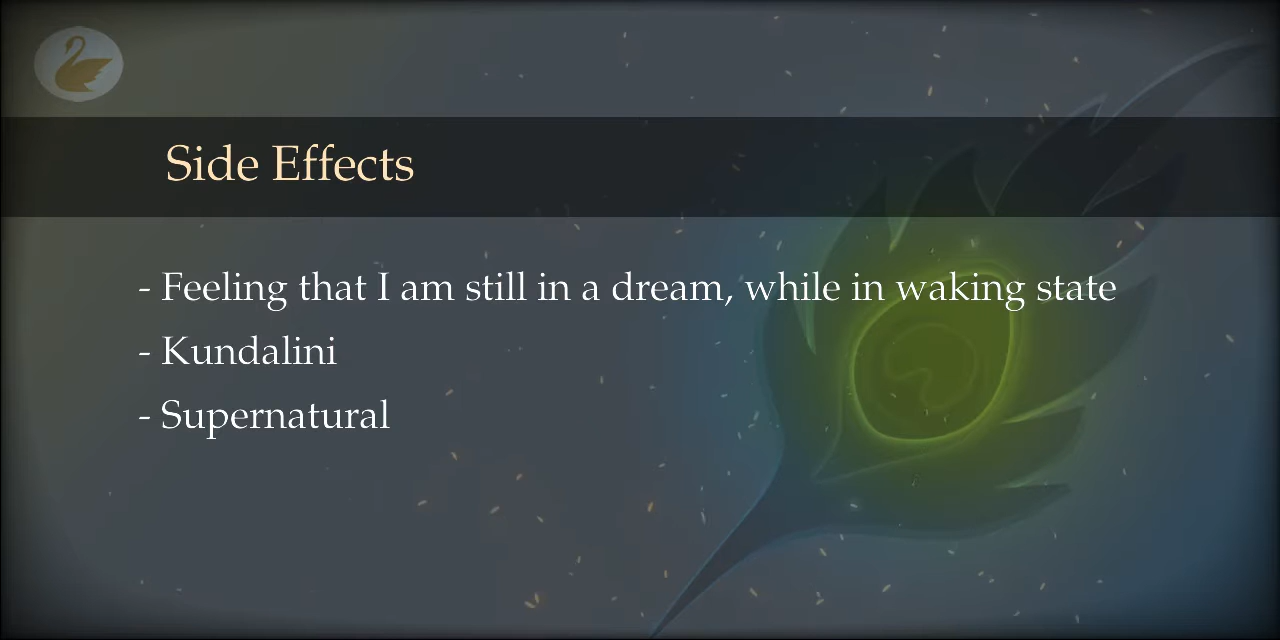 Side Effects
- Feeling that I am still in a dream, while in waking state
- Kundalini
- Supernatural